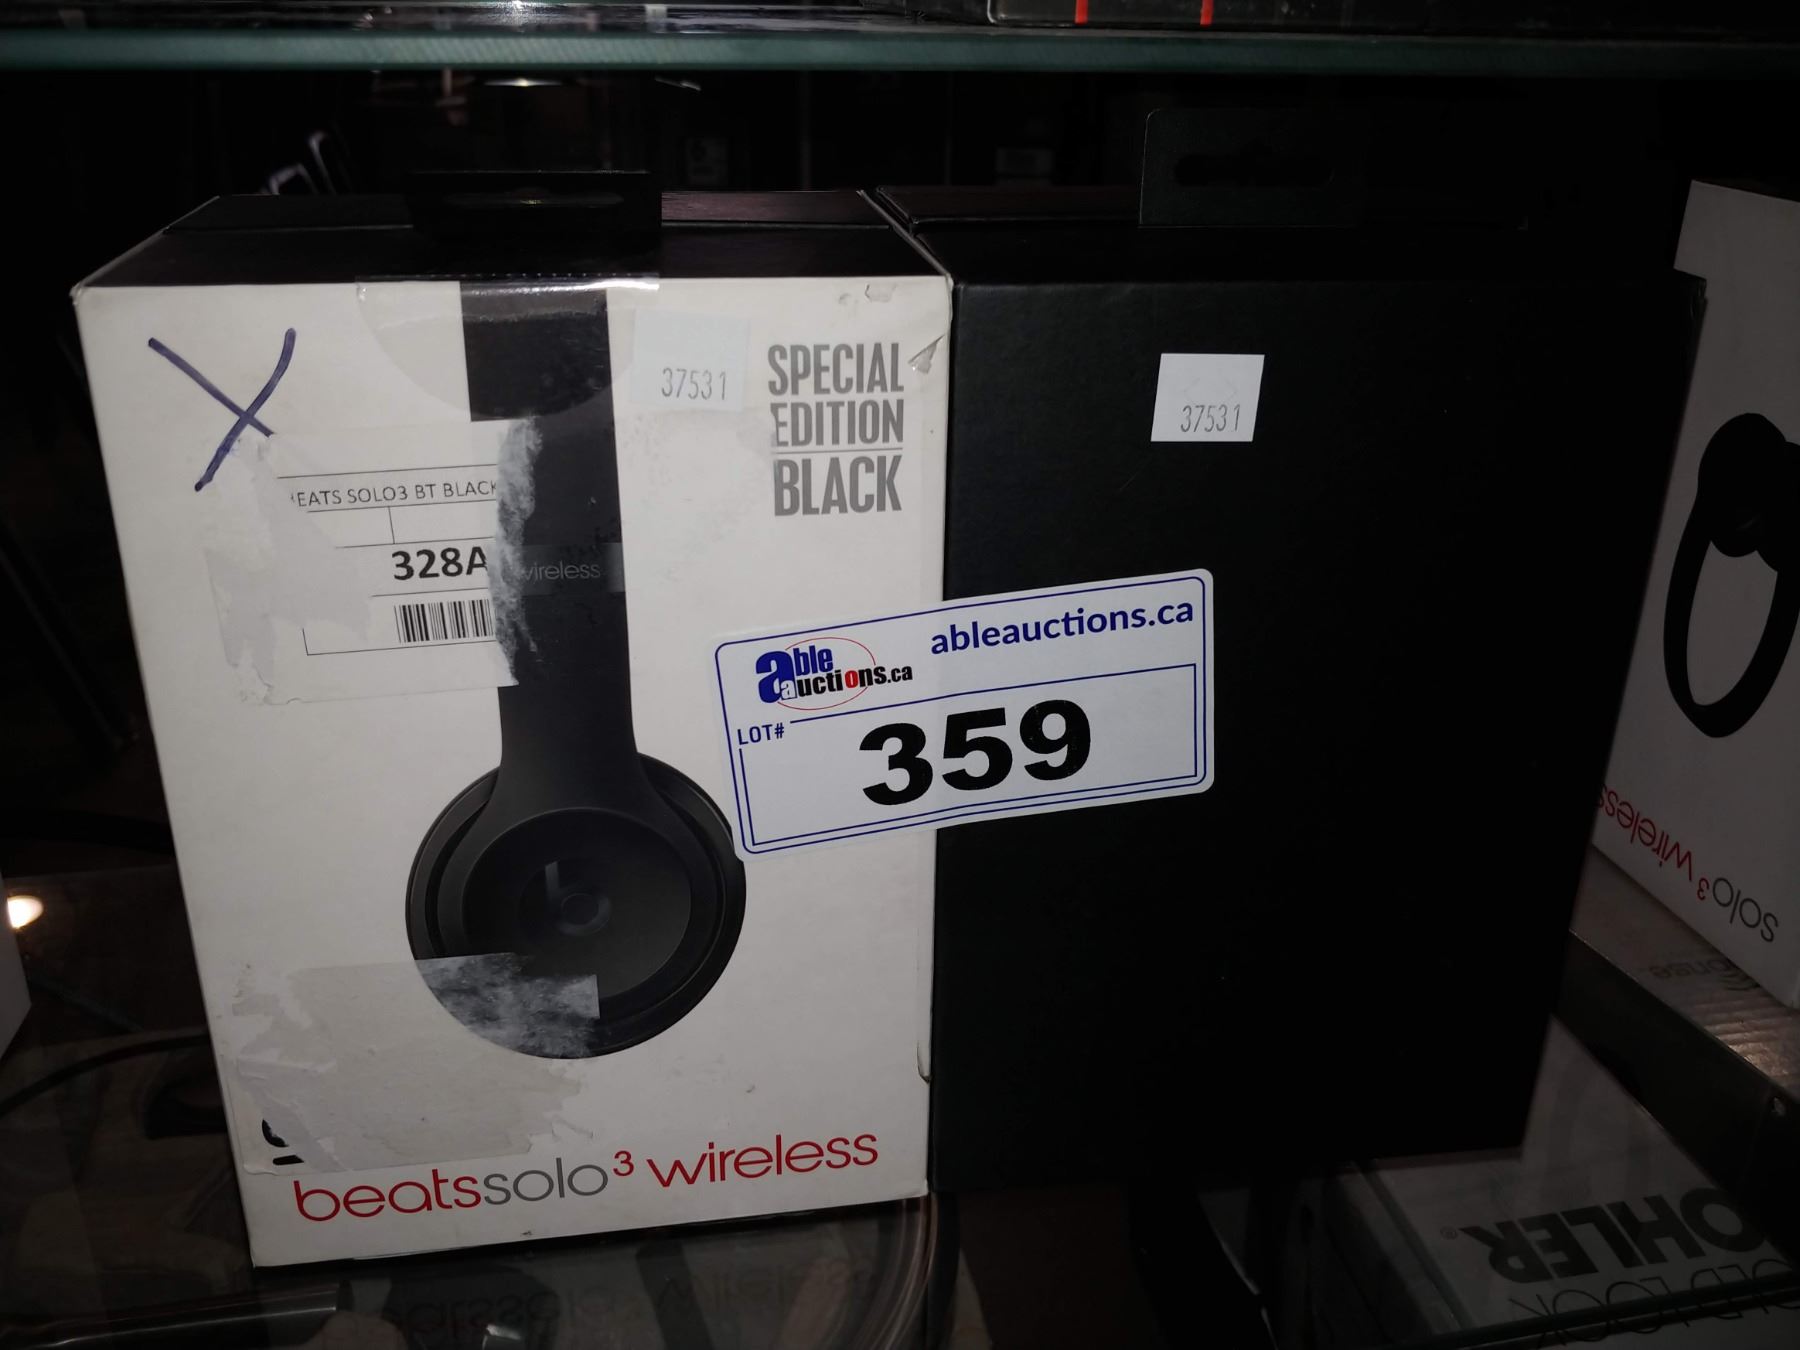 37531
SPECIAL
EDITION
BLACK
EATS SOLO3 BT BLACK
328A
wireless
beatssolo³ wireless
37531
able auctions.ca
ableauctions.ca
LOT#
359
solo³ wireless
KOHLER®